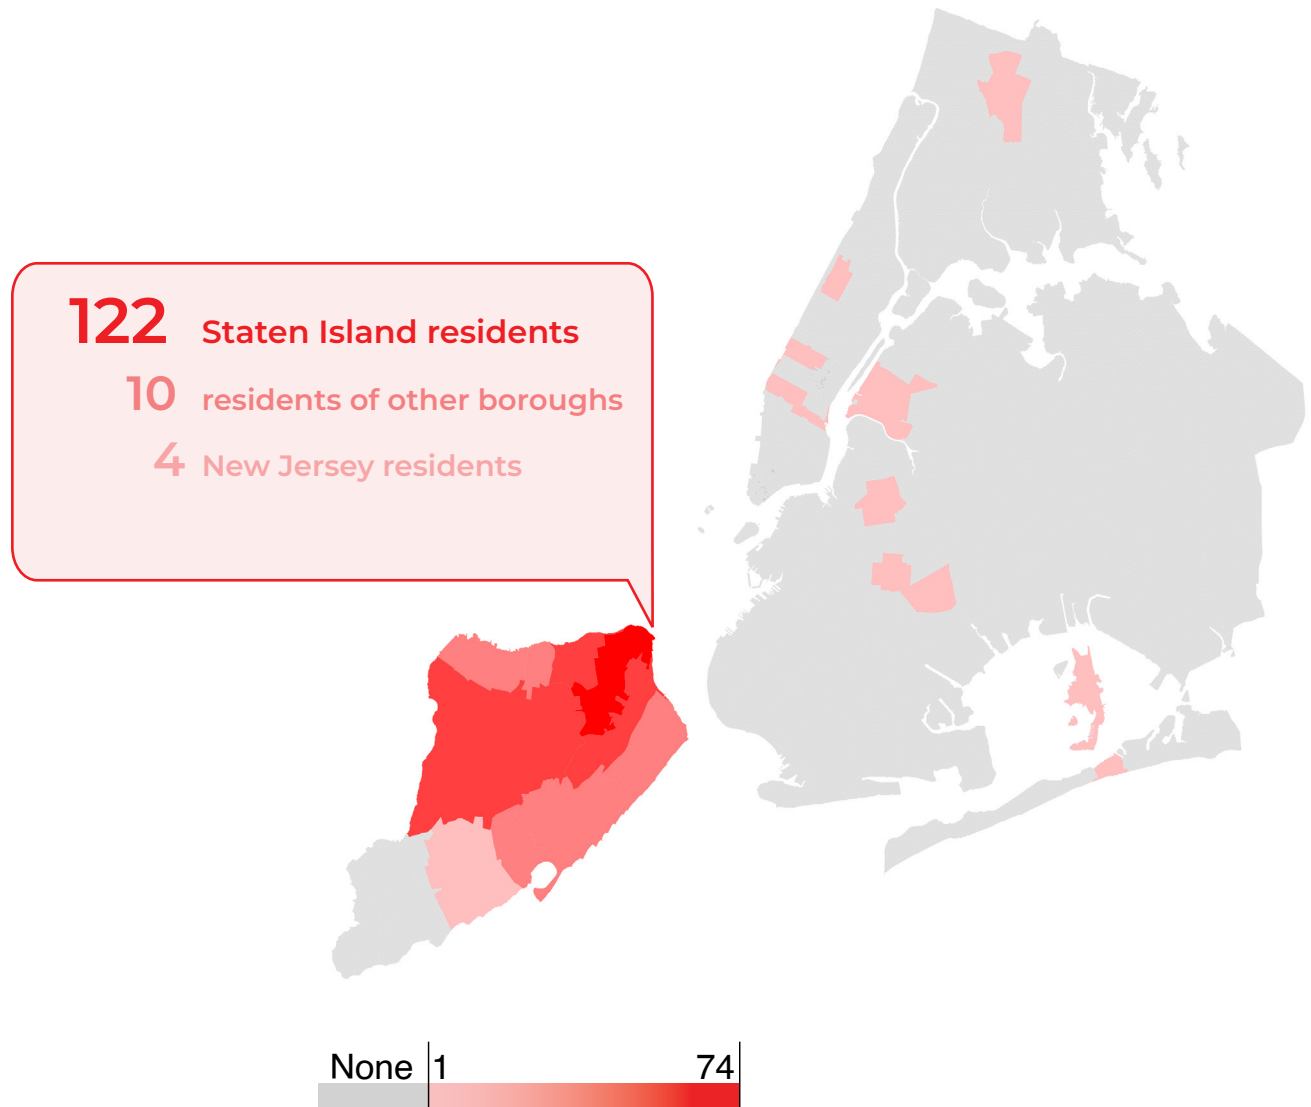 122 Staten Island residents
10 residents of other boroughs
4 New Jersey residents
None 1 74